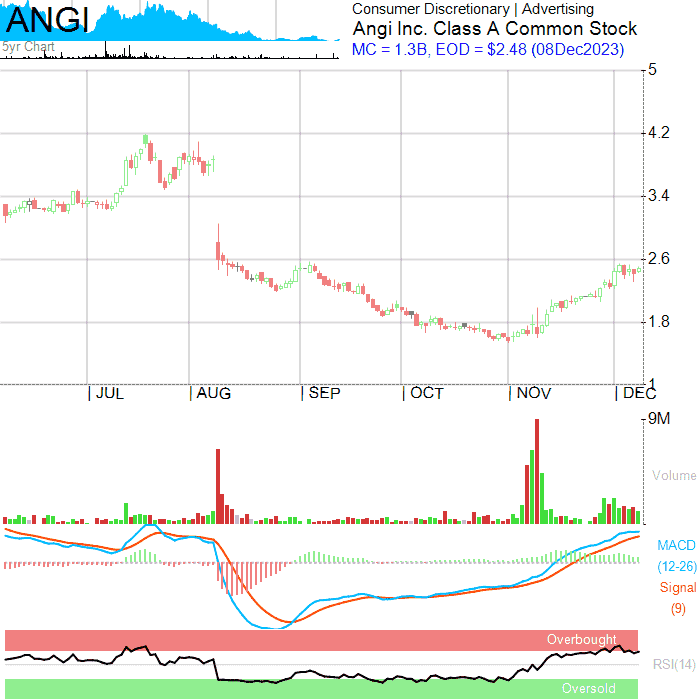 ANGI
5yr Chart
Consumer Discretionary | Advertising
Angi Inc. Class A Common Stock
MC = 1.3B, EOD = $2.48 (08Dec2023)
5
4.2
3.4
2.6
1.8
1
| JUL | AUG | SEP | OCT | NOV | DEC
9M
Volume
MACD
(12-26)
Signal
(9)
Overbought
RSI(14)
Oversold